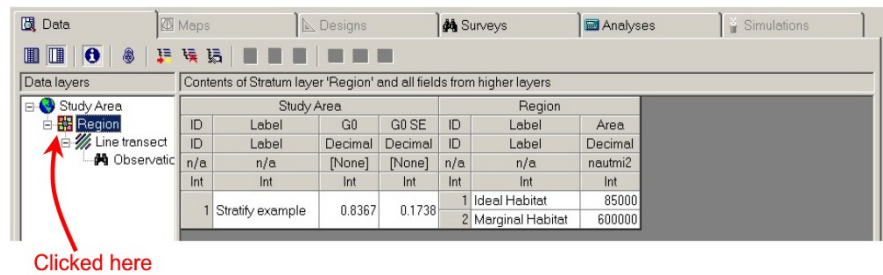 Data Maps Designs Surveys Analyses Simulations
Data layers Contents of Stratum layer 'Region' and all fields from higher layers
Study Area
Region
Line transect
Observatic
Study Area Region
ID Label G0 G0 SE ID Label Area
ID Label Decimal Decimal ID Label Decimal
n/a n/a [None] [None] n/a n/a nautmi2
Int Int Int Int Int Int Int
1 Stratify example 0.8367 0.1738 1 Ideal Habitat 85000
2 Marginal Habitat 600000
Clicked here